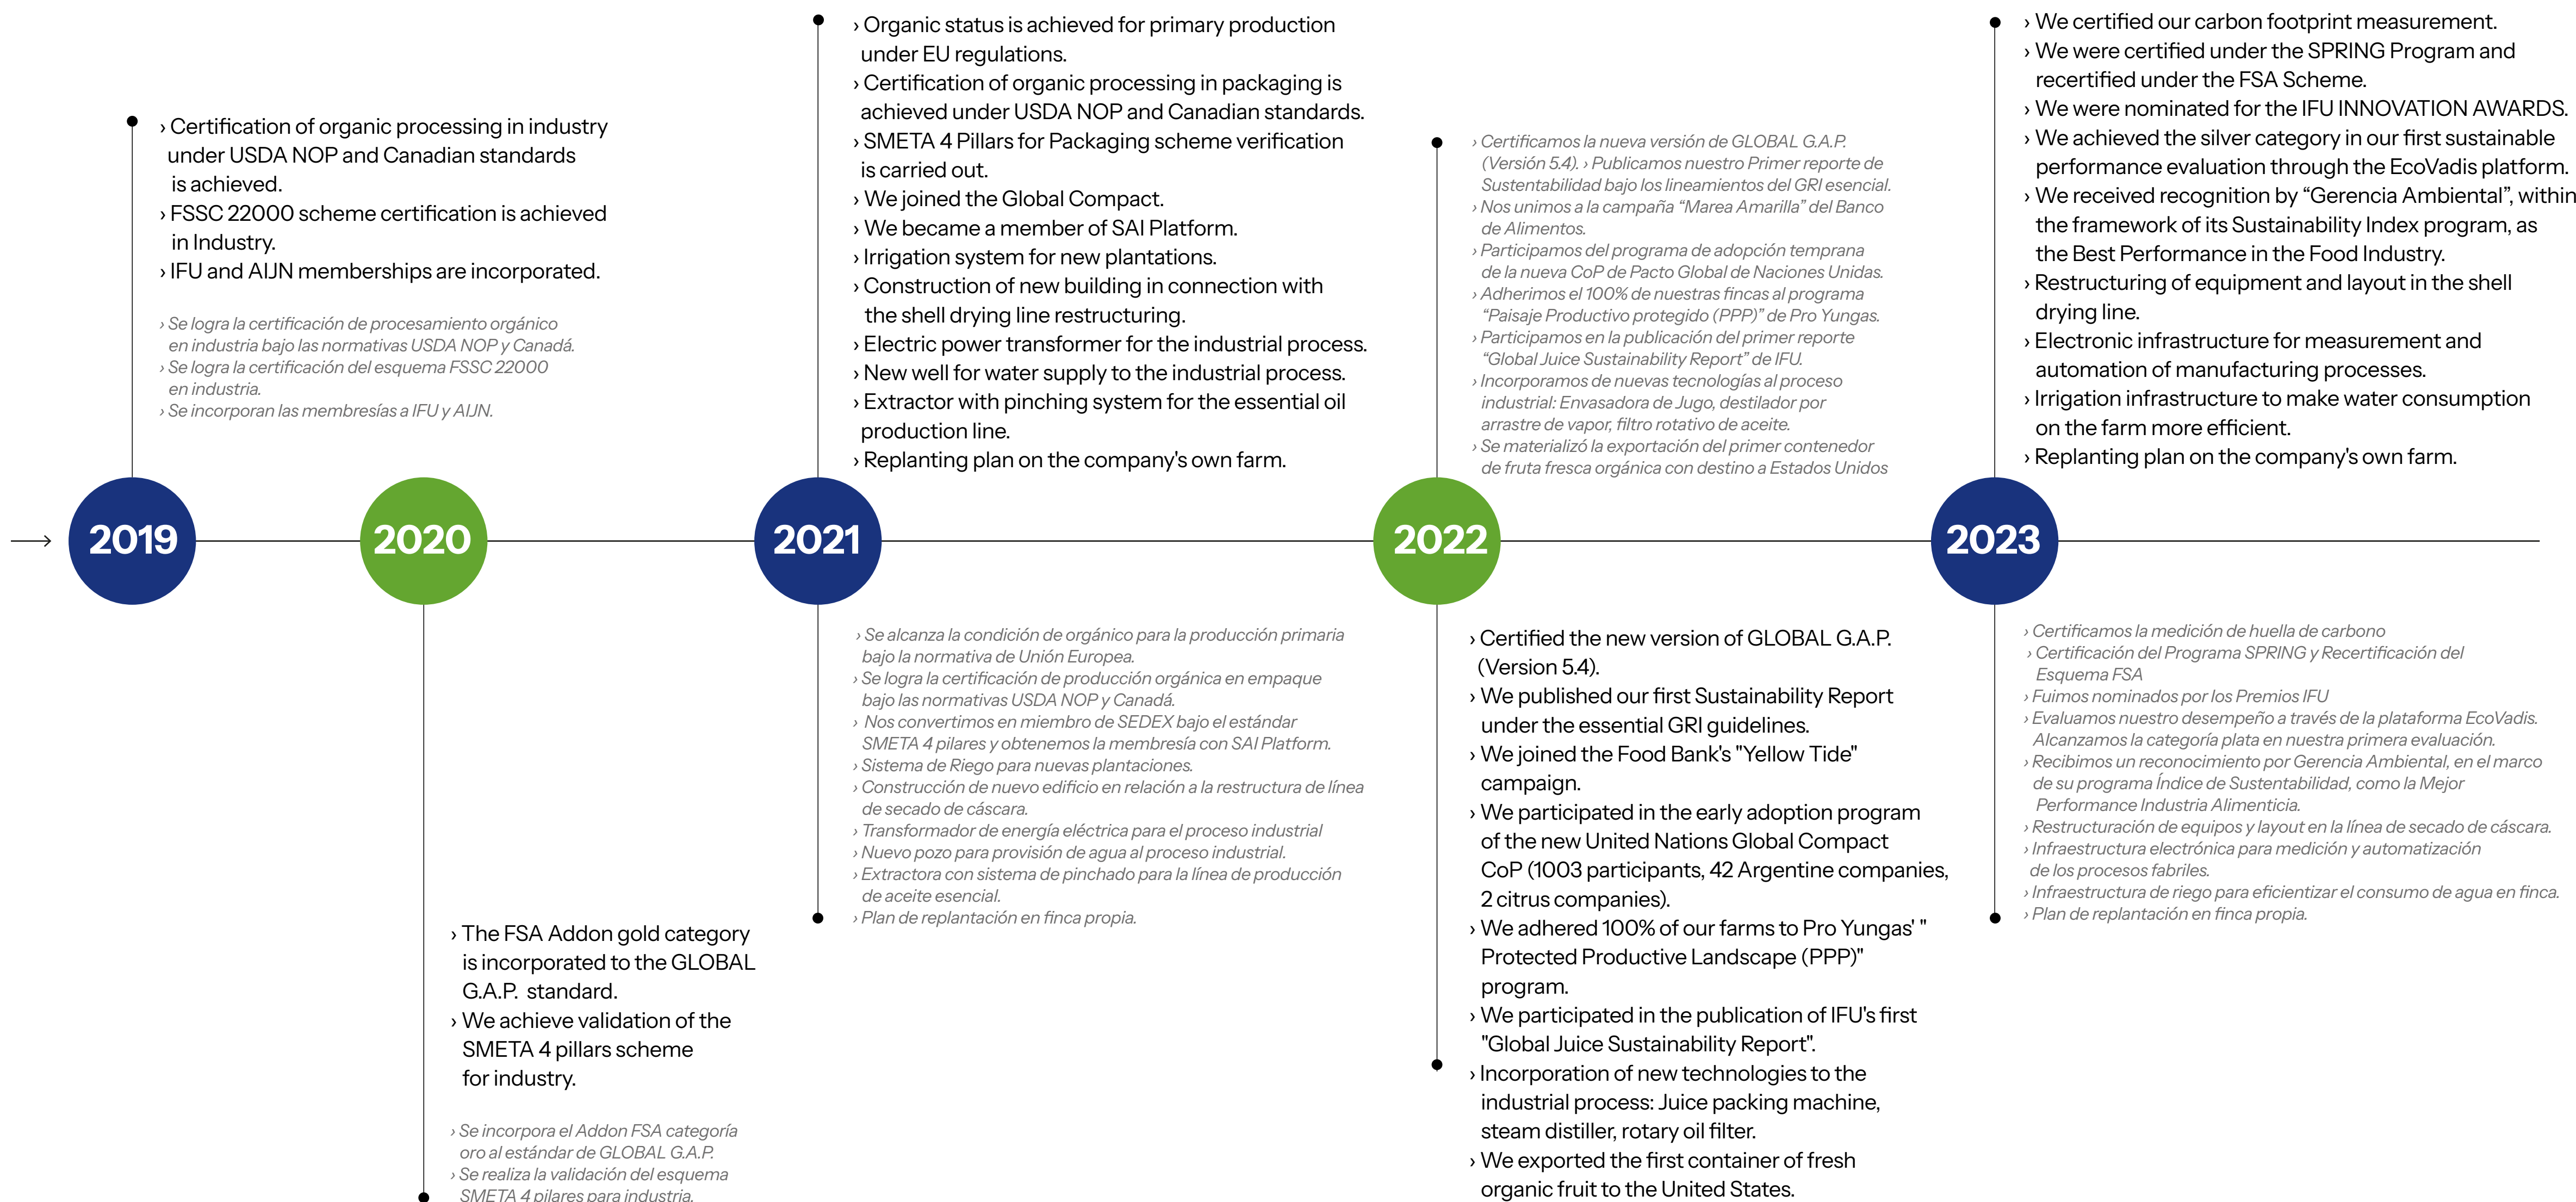 › Certification of organic processing in industry
under USDA NOP and Canadian standards
is achieved.
› FSSC 22000 scheme certification is achieved
in Industry.
› IFU and AIJN memberships are incorporated.
› Se logra la certificación de procesamiento orgánico
en industria bajo las normativas USDA NOP y Canadá.
› Se logra la certificación del esquema FSSC 22000
en industria.
› Se incorporan las membresías a IFU y AIJN.
2019
2020
› The FSA Addon gold category
is incorporated to the GLOBAL
G.A.P. standard.
› We achieve validation of the
SMETA 4 pillars scheme
for industry.
› Se incorpora el Addon FSA categoría
oro al estándar de GLOBAL G.A.P.
› Se realiza la validación del esquema
SMETA 4 pilares para industria.
› Organic status is achieved for primary production
under EU regulations.
› Certification of organic processing in packaging is
achieved under USDA NOP and Canadian standards.
› SMETA 4 Pillars for Packaging scheme verification
is carried out.
› We joined the Global Compact.
› We became a member of SAI Platform.
› Irrigation system for new plantations.
› Construction of new building in connection with
the shell drying line restructuring.
› Electric power transformer for the industrial process.
› New well for water supply to the industrial process.
› Extractor with pinching system for the essential oil
production line.
› Replanting plan on the company's own farm.
2021
› Se alcanza la condición de orgánico para la producción primaria
bajo la normativa de Unión Europea.
› Se logra la certificación de producción orgánica en empaque
bajo las normativas USDA NOP y Canadá.
› Nos convertimos en miembro de SEDEX bajo el estándar
SMETA 4 pilares y obtenemos la membresía con SAI Platform.
› Sistema de Riego para nuevas plantaciones.
› Construcción de nuevo edificio en relación a la restructura de línea
de secado de cáscara.
› Transformador de energía eléctrica para el proceso industrial
› Nuevo pozo para provisión de agua al proceso industrial.
› Extractora con sistema de pinchado para la línea de producción
de aceite esencial.
› Plan de replantación en finca propia.
› Certificamos la nueva versión de GLOBAL G.A.P.
(Versión 5.4). › Publicamos nuestro Primer reporte de
Sustentabilidad bajo los lineamientos del GRI esencial.
› Nos unimos a la campaña “Marea Amarilla” del Banco
de Alimentos.
› Participamos del programa de adopción temprana
de la nueva CoP de Pacto Global de Naciones Unidas.
› Adherimos el 100% de nuestras fincas al programa
“Paisaje Productivo protegido (PPP)” de Pro Yungas.
› Participamos en la publicación del primer reporte
“Global Juice Sustainability Report” de IFU.
› Incorporamos de nuevas tecnologías al proceso
industrial: Envasadora de Jugo, destilador por
arrastre de vapor, filtro rotativo de aceite.
› Se materializó la exportación del primer contenedor
de fruta fresca orgánica con destino a Estados Unidos
2022
› Certified the new version of GLOBAL G.A.P.
(Version 5.4).
› We published our first Sustainability Report
under the essential GRI guidelines.
› We joined the Food Bank's "Yellow Tide"
campaign.
› We participated in the early adoption program
of the new United Nations Global Compact
CoP (1003 participants, 42 Argentine companies,
2 citrus companies).
› We adhered 100% of our farms to Pro Yungas' "
Protected Productive Landscape (PPP)"
program.
› We participated in the publication of IFU's first
"Global Juice Sustainability Report".
› Incorporation of new technologies to the
industrial process: Juice packing machine,
steam distiller, rotary oil filter.
› We exported the first container of fresh
organic fruit to the United States.
› We certified our carbon footprint measurement.
› We were certified under the SPRING Program and
recertified under the FSA Scheme.
› We were nominated for the IFU INNOVATION AWARDS.
› We achieved the silver category in our first sustainable
performance evaluation through the EcoVadis platform.
› We received recognition by “Gerencia Ambiental”, within
the framework of its Sustainability Index program, as
the Best Performance in the Food Industry.
› Restructuring of equipment and layout in the shell
drying line.
› Electronic infrastructure for measurement and
automation of manufacturing processes.
› Irrigation infrastructure to make water consumption
on the farm more efficient.
› Replanting plan on the company's own farm.
2023
› Certificamos la medición de huella de carbono
› Certificación del Programa SPRING y Recertificación del
Esquema FSA
› Fuimos nominados por los Premios IFU
› Evaluamos nuestro desempeño a través de la plataforma EcoVadis.
Alcanzamos la categoría plata en nuestra primera evaluación.
› Recibimos un reconocimiento por Gerencia Ambiental, en el marco
de su programa Índice de Sustentabilidad, como la Mejor
Performance Industria Alimenticia.
› Restructuración de equipos y layout en la línea de secado de cáscara.
› Infraestructura electrónica para medición y automatización
de los procesos fabriles.
› Infraestructura de riego para eficientizar el consumo de agua en finca.
› Plan de replantación en finca propia.